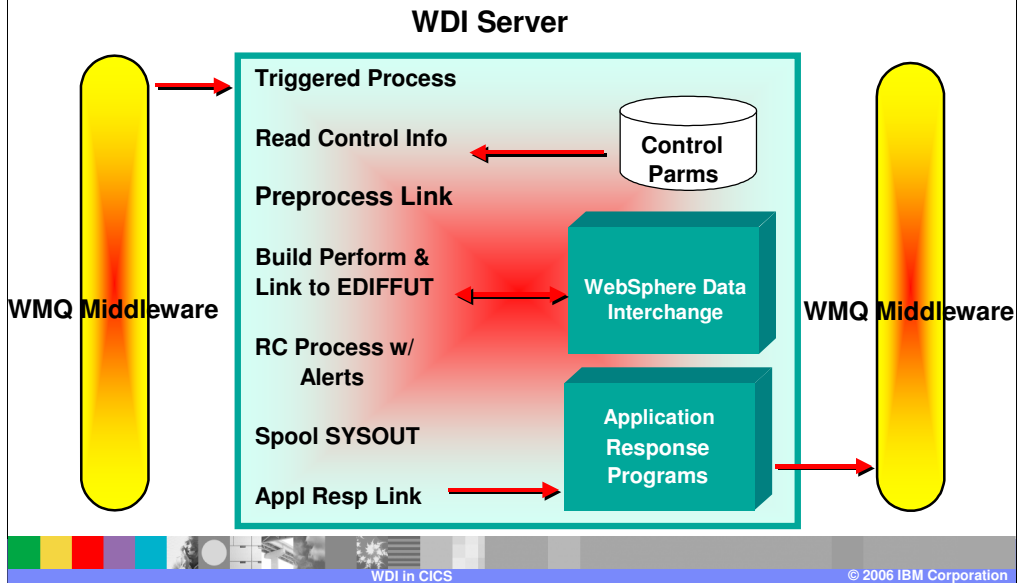 WDI Server
Triggered Process
Read Control Info
Control
Parms
Preprocess Link
Build Perform &
Link to EDIFFUT
WebSphere Data
Interchange
WMQ Middleware
WMQ Middleware
RC Process w/
Alerts
Application
Response
Programs
Spool SYSOUT
Appl Resp Link
WDI in CICS
© 2006 IBM Corporation